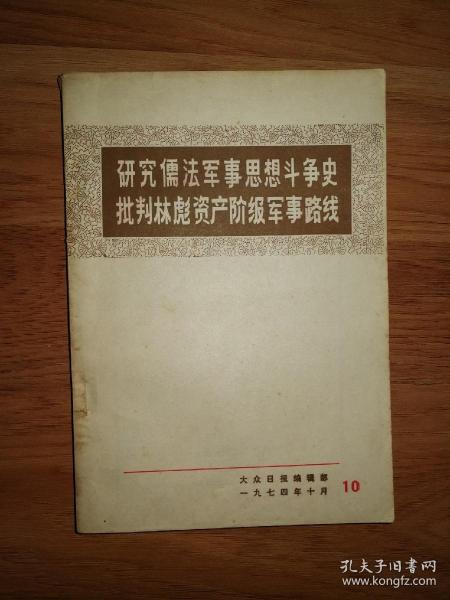 研究儒法军事思想斗争史
批判林彪资产阶级军事路线
大众日报编辑部
一九七四年十月
10
孔夫子旧书网
www.kongfz.com